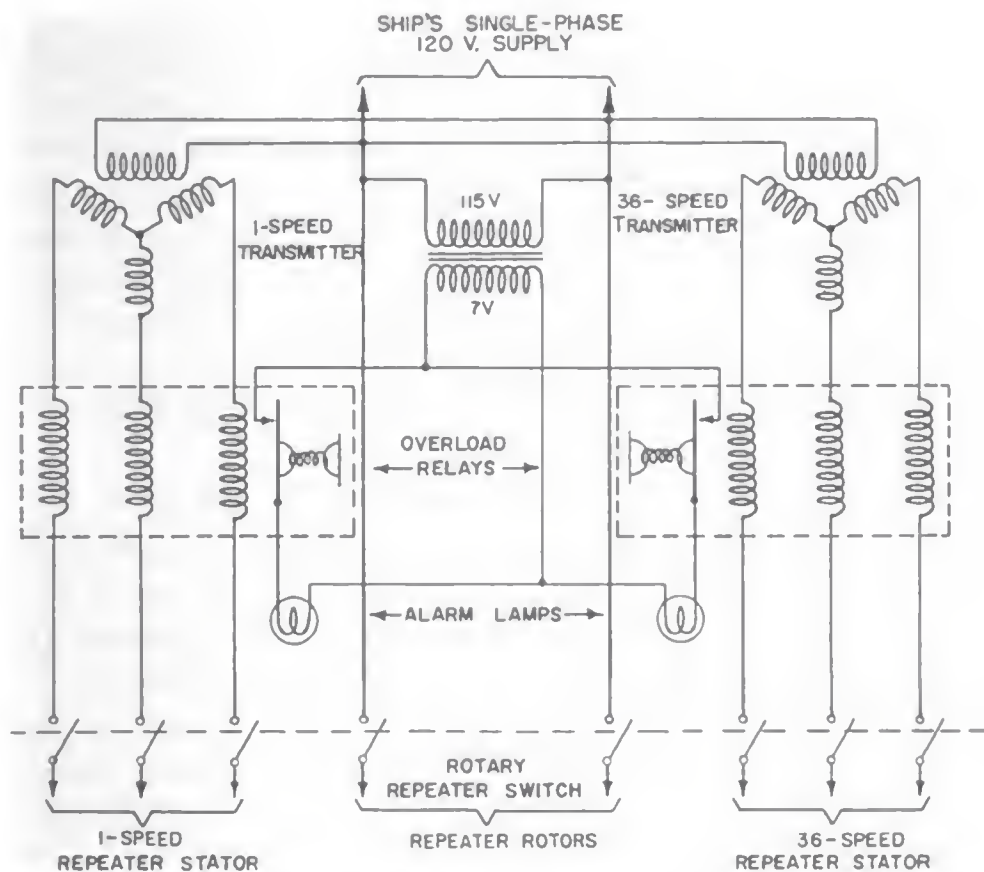 SHIP'S SINGLE-PHASE
120 V. SUPPLY
1-SPEED
TRANSMITTER
115V
7V
36- SPEED
TRANSMITTER
OVERLOAD
RELAYS
ALARM LAMPS
ROTARY
REPEATER SWITCH
1-SPEED
REPEATER STATOR
REPEATER ROTORS
36-SPEED
REPEATER STATOR